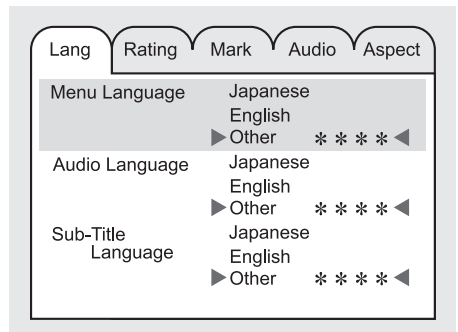 Lang Rating Mark Audio Aspect
Menu Language Japanese
English
▶Other ＊＊＊＊◀
Audio Language Japanese
English
▶Other ＊＊＊＊◀
Sub-Title Japanese
Language English
▶Other ＊＊＊＊◀